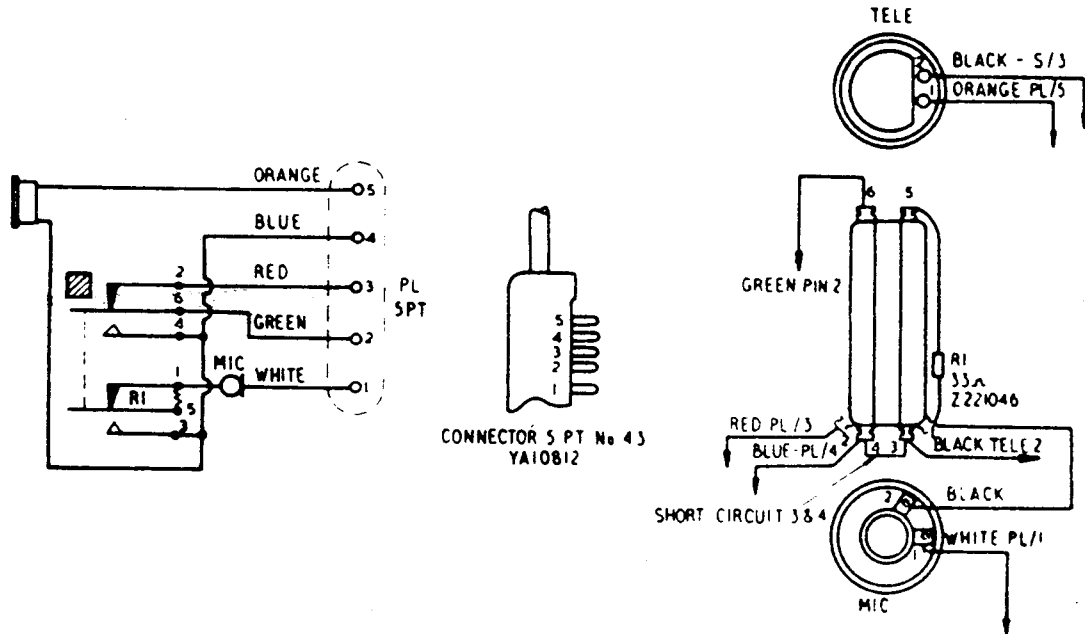 TELE
2
BLACK - S/3
1
ORANGE PL/5
ORANGE
5
BLUE
4
2
RED
3
PL
5PT
6
GREEN
4
2
MIC
1
WHITE
1
R1
5
3
5
4
3
2
1
CONNECTOR 5 PT No 43
YA10812
6
5
GREEN PIN 2
R1
33Ω
Z221046
RED PL/3
2
BLUE-PL/4
4
3
1
BLACK TELE 2
SHORT CIRCUIT 3&4
2
BLACK
WHITE PL/1
1
MIC